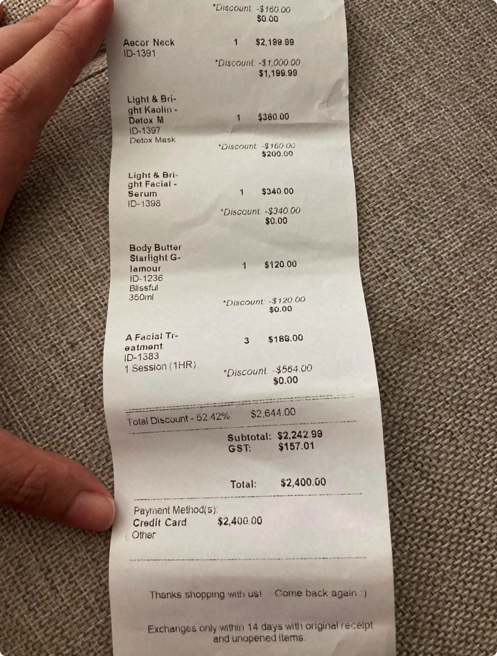 *Discount: -$160.00
$0.00
Aecor Neck 1 $2,199.99
ID-1391
*Discount: -$1,000.00
$1,199.99
Light & Bri-
ght Kaolin -
Detox M 1 $360.00
ID-1397
Detox Mask
*Discount: -$160.00
$200.00
Light & Bri-
ght Facial -
Serum 1 $340.00
ID-1398
*Discount: -$340.00
$0.00
Body Butter
Starlight G-
lamour 1 $120.00
ID-1236
Blissful
350ml
*Discount: -$120.00
$0.00
A Facial Tr-
eatment 3 $188.00
ID-1383
1 Session (1HR)
*Discount: -$564.00
$0.00
Total Discount - 52.42% $2,644.00
Subtotal: $2,242.99
GST: $157.01
Total: $2,400.00
Payment Method(s):
Credit Card $2,400.00
Other
Thanks shopping with us! Come back again :)
Exchanges only within 14 days with original receipt
and unopened items.